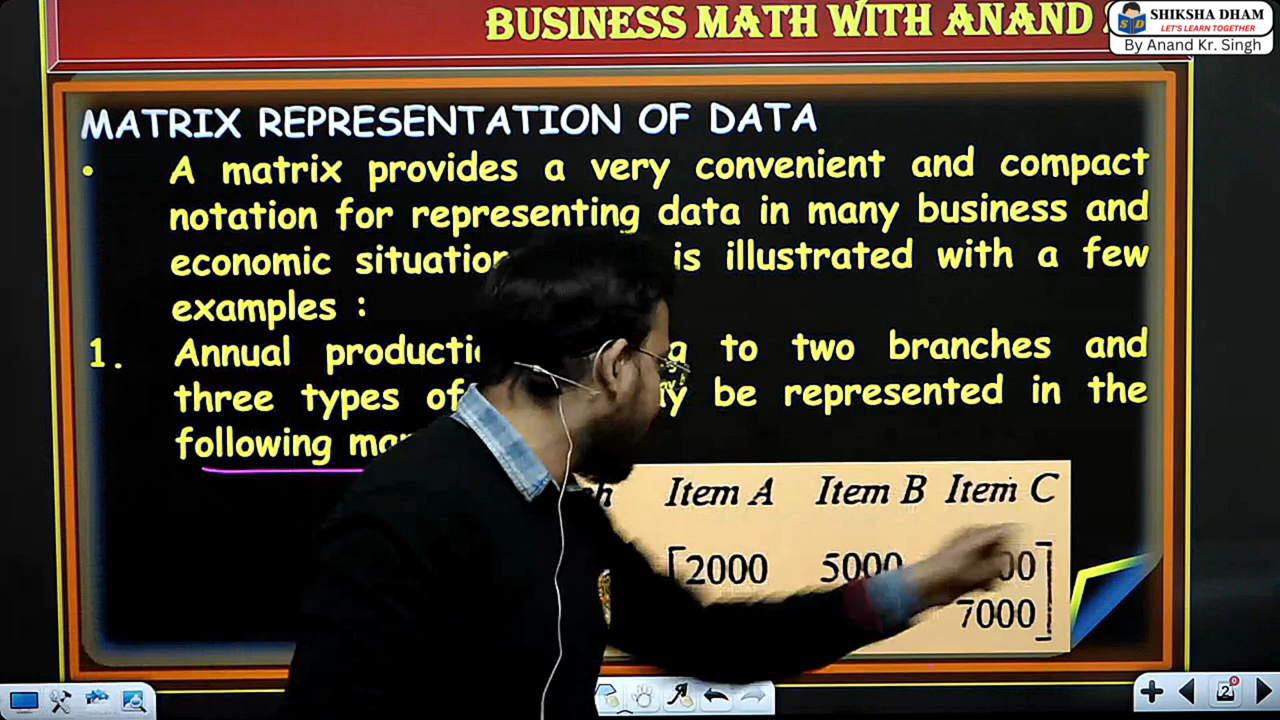 BUSINESS MATH WITH ANAND
SHIKSHA DHAM
LET'S LEARN TOGETHER
By Anand Kr. Singh
MATRIX REPRESENTATION OF DATA
• A matrix provides a very convenient and compact
notation for representing data in many business and
economic is illustrated with a few
examples :
1. Annual to two branches and
three types of be represented in the
following
Item A Item B Item C
2000 5000
7000
2